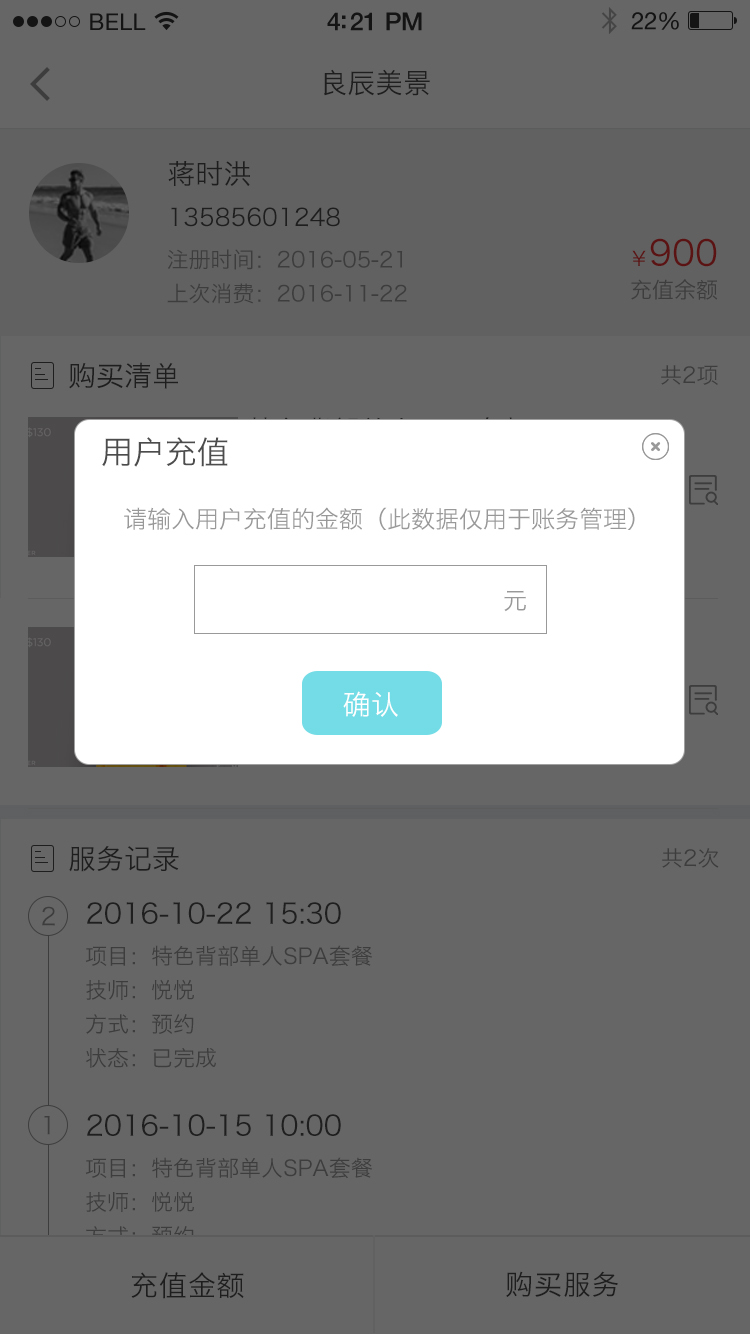 BELL 4:21 PM 22%
良辰美景
蒋时洪
13585601248
注册时间：2016-05-21
上次消费：2016-11-22
¥900
充值余额
购买清单 共2项
$130
用户充值
请输入用户充值的金额（此数据仅用于账务管理）
元
确认
$130
服务记录 共2次
2 2016-10-22 15:30
项目：特色背部单人SPA套餐
技师：悦悦
方式：预约
状态：已完成
1 2016-10-15 10:00
项目：特色背部单人SPA套餐
技师：悦悦
方式：预约
充值金额 购买服务